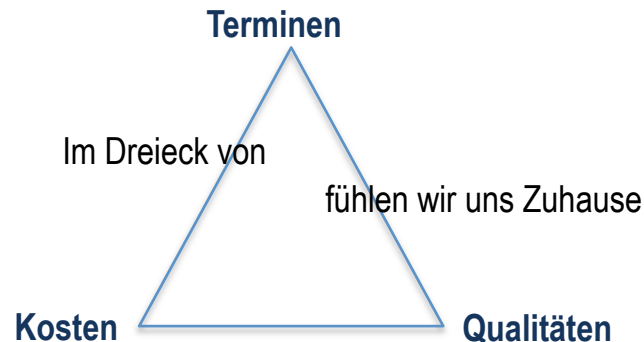 Terminen
Im Dreieck von
fühlen wir uns Zuhause
Kosten
Qualitäten